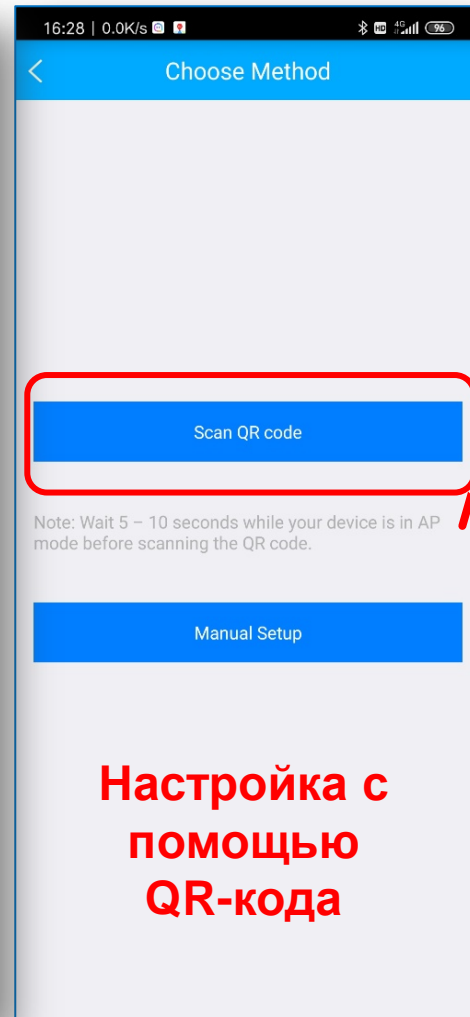 16:28 | 0.0K/s HD 4G 96
Choose Method
Scan QR code
Note: Wait 5 – 10 seconds while your device is in AP
mode before scanning the QR code.
Manual Setup
Настройка с
помощью
QR-кода